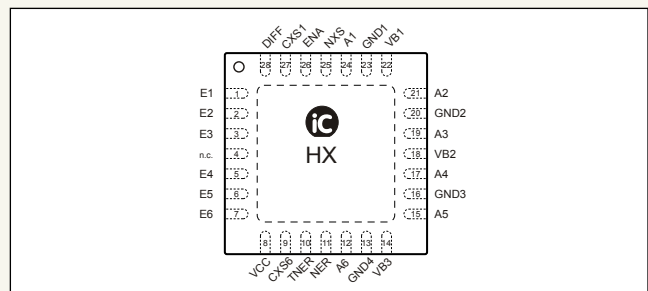 DIFF CXS1 ENA NXS A1 GND1 VB1
28 27 26 25 24 23 22
E1 1 21 A2
E2 2 20 GND2
E3 3 19 A3
n.c. 4 18 VB2
E4 5 17 A4
E5 6 16 GND3
E6 7 15 A5
iC
HX
8 9 10 11 12 13 14
VCC CXS6 TNER NER A6 GND4 VB3